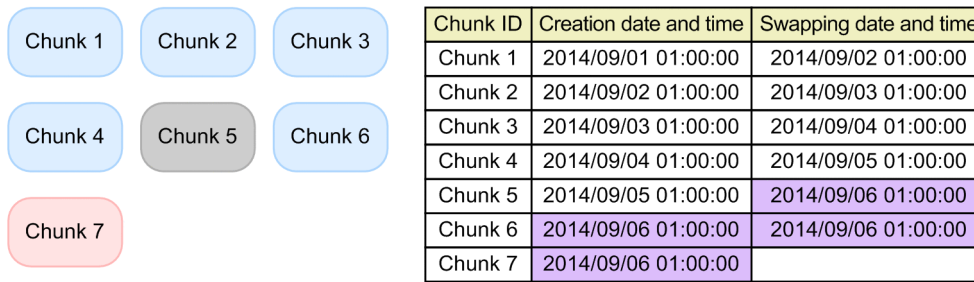 Chunk 1 Chunk 2 Chunk 3
Chunk 4 Chunk 5 Chunk 6
Chunk 7
Chunk ID Creation date and time Swapping date and time
Chunk 1 2014/09/01 01:00:00 2014/09/02 01:00:00
Chunk 2 2014/09/02 01:00:00 2014/09/03 01:00:00
Chunk 3 2014/09/03 01:00:00 2014/09/04 01:00:00
Chunk 4 2014/09/04 01:00:00 2014/09/05 01:00:00
Chunk 5 2014/09/05 01:00:00 2014/09/06 01:00:00
Chunk 6 2014/09/06 01:00:00 2014/09/06 01:00:00
Chunk 7 2014/09/06 01:00:00